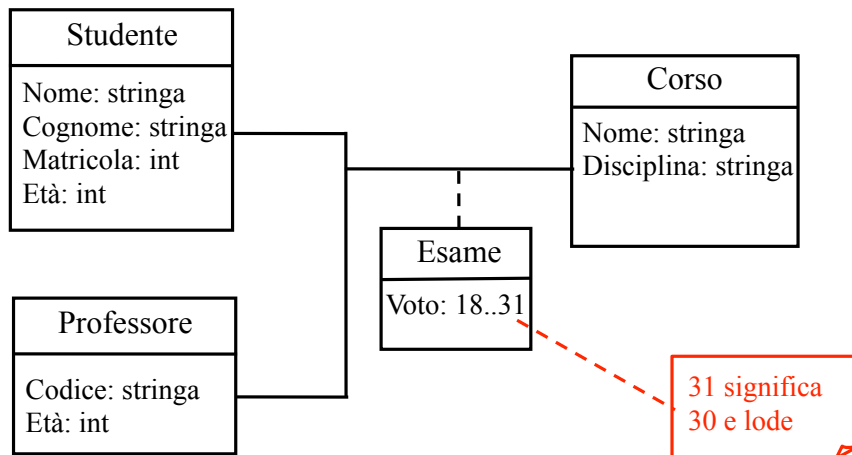 Studente
Nome: stringa
Cognome: stringa
Matricola: int
Età: int
Corso
Nome: stringa
Disciplina: stringa
Esame
Voto: 18..31
Professore
Codice: stringa
Età: int
31 significa
30 e lode